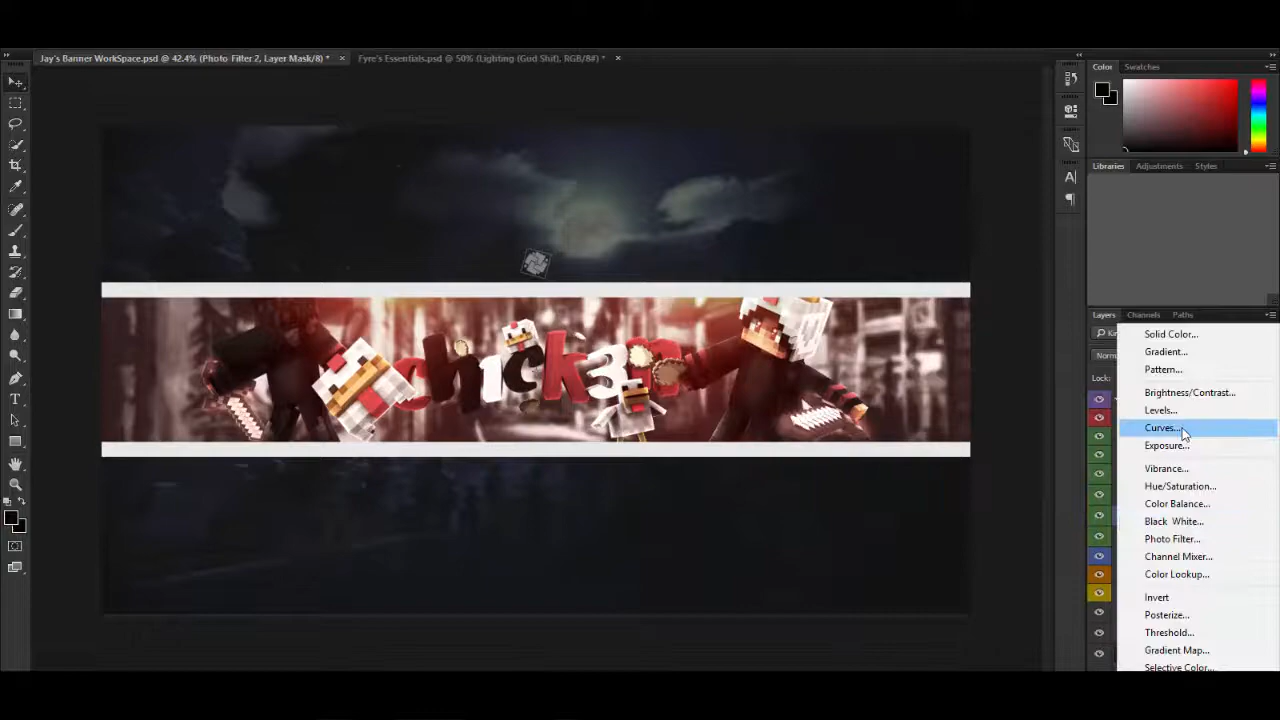 Jay's Banner WorkSpace.psd @ 42.4% (Photo Filter 2, Layer Mask/8) *
Fyre's Essentials.psd @ 50% (Lighting (God Shit), RGB/8#) *
Color
Swatches
Libraries
Adjustments
Styles
Layers
Channels
Paths
Solid Color...
Gradient...
Pattern...
Brightness/Contrast...
Levels...
Curves...
Exposure...
Vibrance...
Hue/Saturation...
Color Balance...
Black White...
Photo Filter...
Channel Mixer...
Color Lookup...
Invert
Posterize...
Threshold...
Gradient Map...
Selective Color...